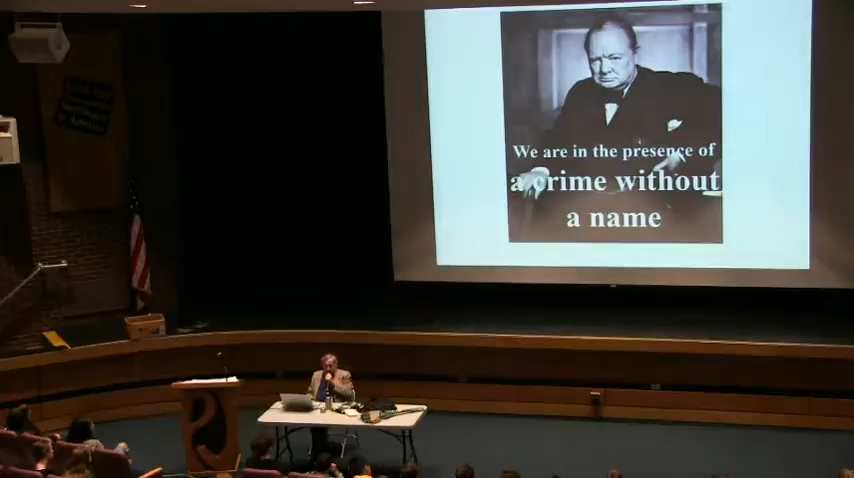 We are in the presence of
a crime without
a name